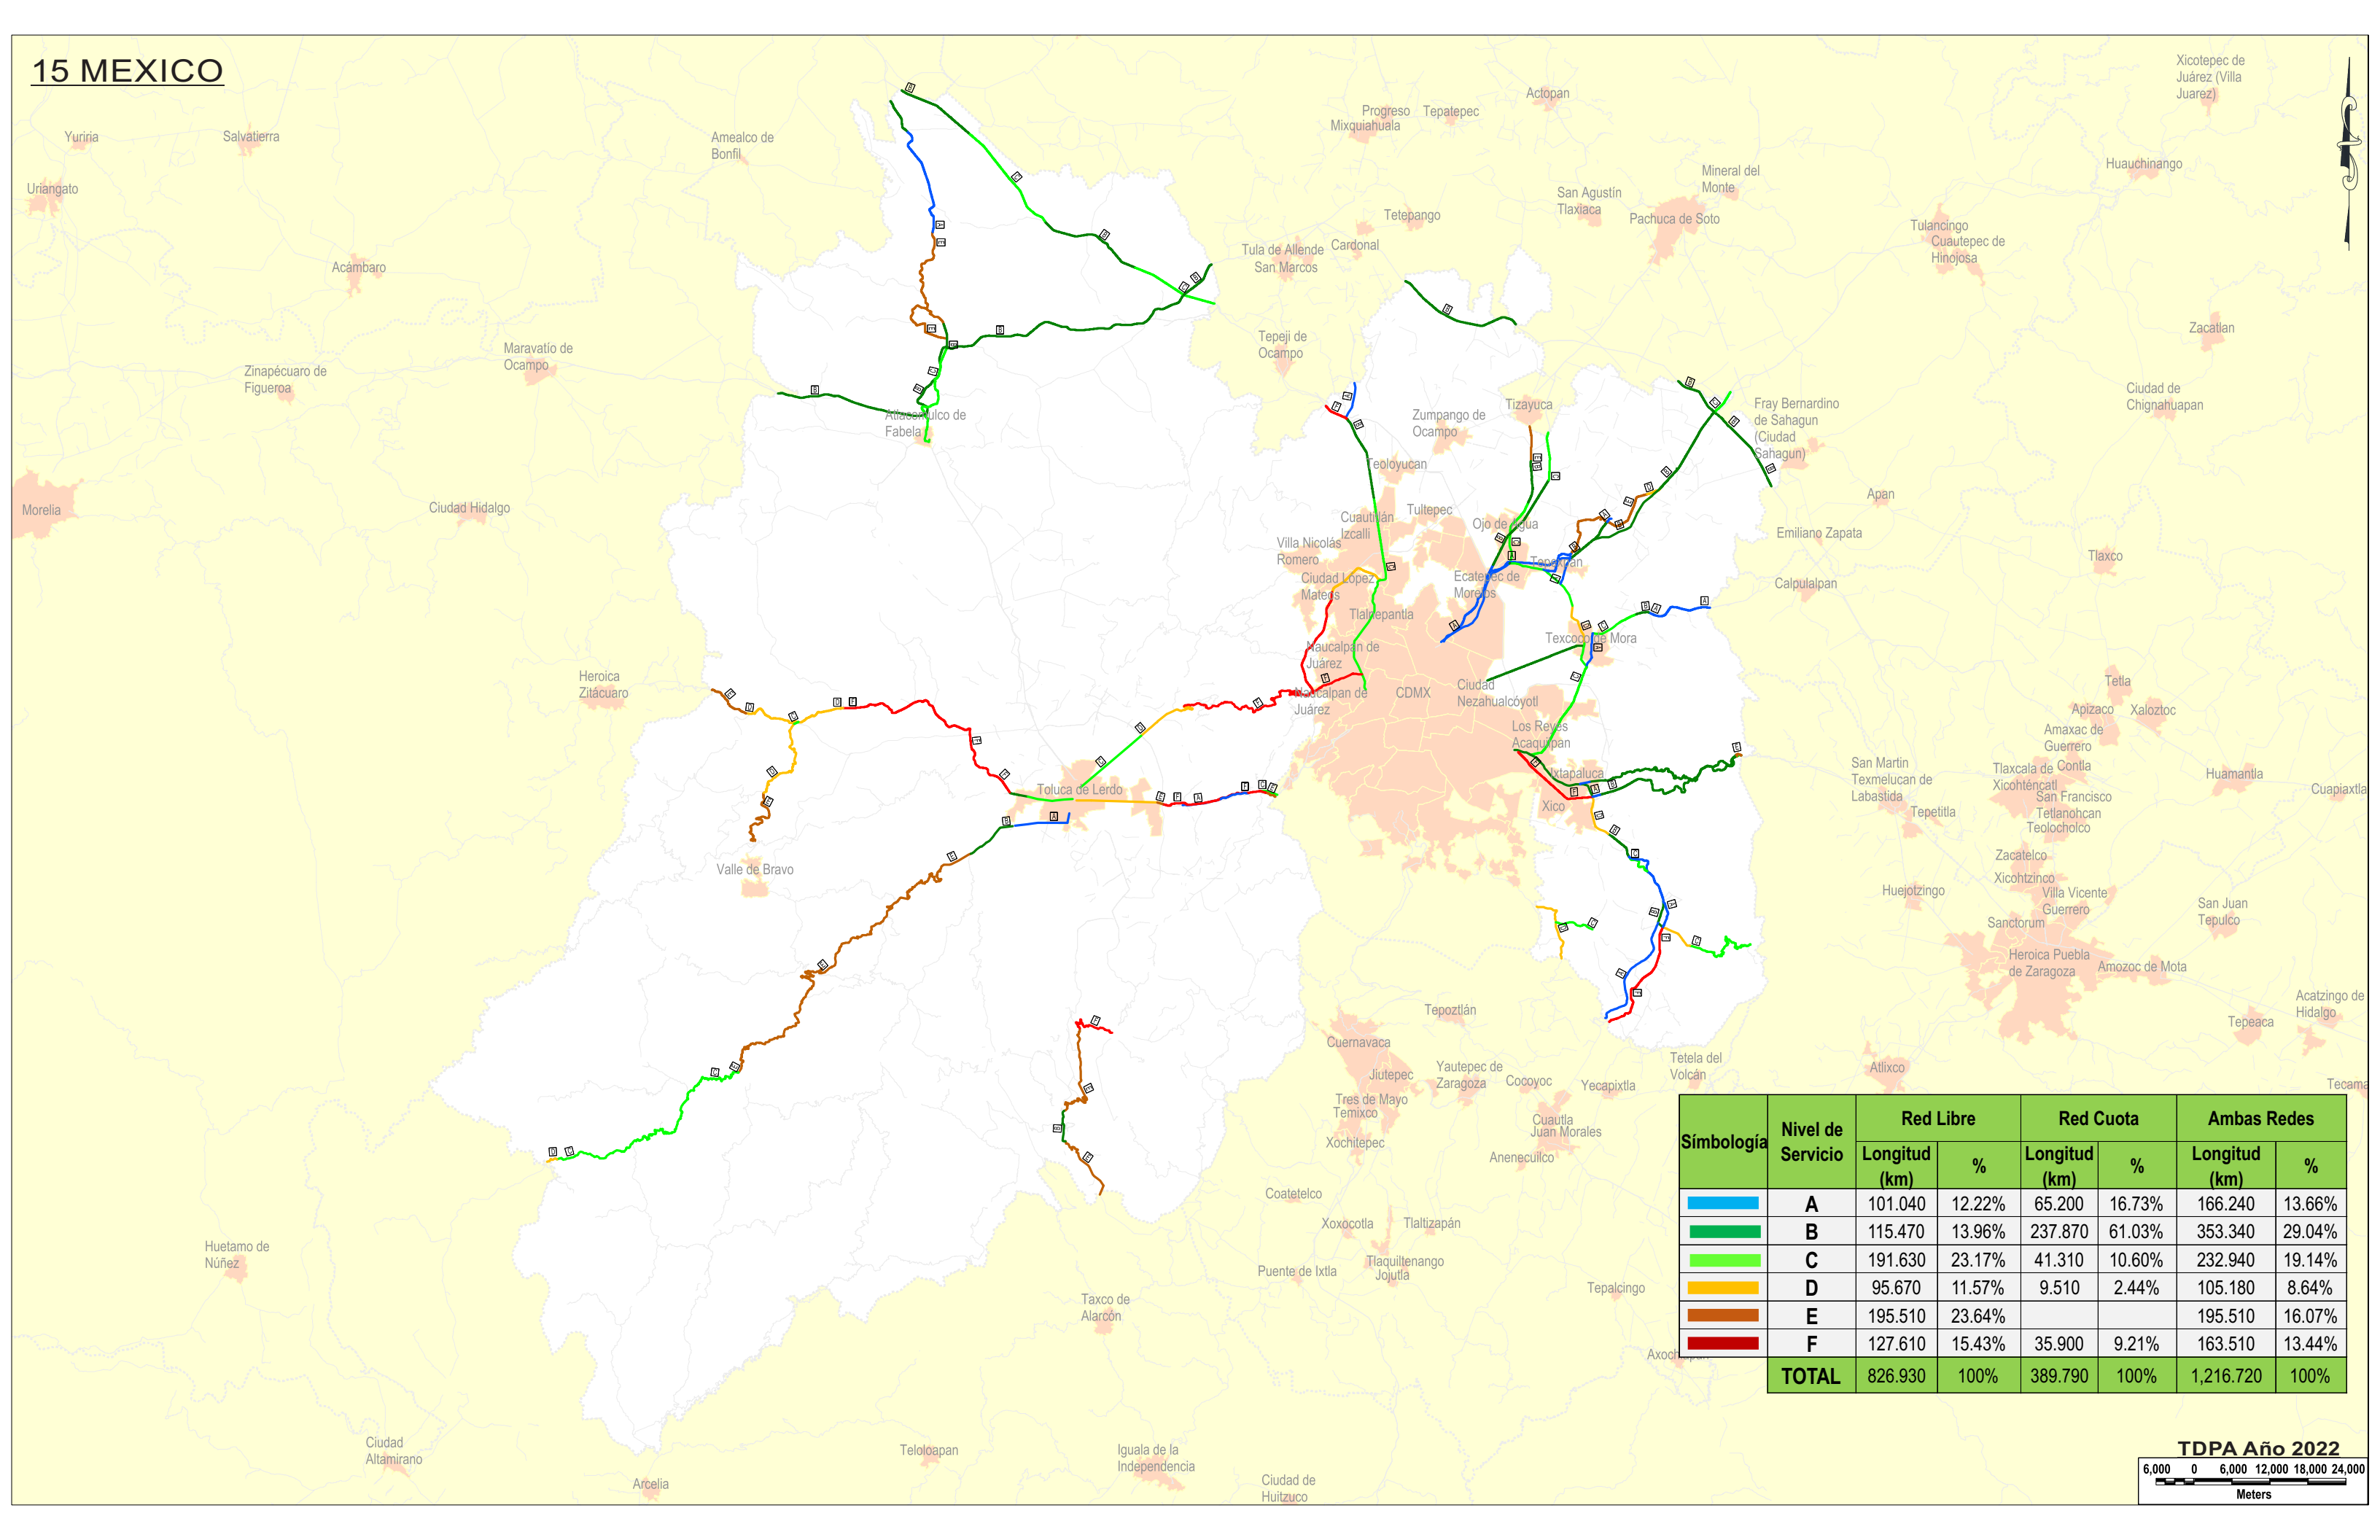 15 MEXICO
Xicotepec de
Juárez (Villa
Juarez)
Actopan
Progreso
Mixquiahuala
Tepatepec
Yuriria
Salvatierra
Amealco de
Bonfil
Huauchinango
Mineral del
Monte
Uriangato
San Agustín
Tlaxiaca
Pachuca de Soto
Tetepango
Tulancingo
Cuautepec de
Hinojosa
Tula de Allende
San Marcos
Cardonal
Acámbaro
Zacatlan
Tepeji de
Ocampo
Maravatío de
Ocampo
Zinapécuaro de
Figueroa
Ciudad de
Chignahuapan
Atlacomulco de
Fabela
Zumpango de
Ocampo
Tizayuca
Fray Bernardino
de Sahagun
(Ciudad
Sahagun)
Teoloyucan
Apan
Morelia
Ciudad Hidalgo
Cuautitlán
Izcalli
Tultepec
Ojo de Agua
Emiliano Zapata
Villa Nicolás
Romero
Tepexpan
Tlaxco
Ciudad López
Mateos
Ecatepec de
Morelos
Calpulalpan
Tlalnepantla
Texcoco de Mora
Naucalpan de
Juárez
Heroica
Zitácuaro
Naucalpan de
Juárez
CDMX
Ciudad
Nezahualcóyotl
Tetla
Apizaco
Xaloztoc
Los Reyes
Acaquilpan
Amaxac de
Guerrero
Ixtapaluca
San Martin
Texmelucan de
Labastida
Tlaxcala de
Xicohténcatl
Contla
Huamantla
Toluca de Lerdo
Xico
San Francisco
Tetlanohcan
Teolocholco
Tepetitla
Cuapiaxtla
Valle de Bravo
Zacatelco
Xicohtzinco
Huejotzingo
Villa Vicente
Guerrero
San Juan
Tepulco
Sanctorum
Heroica Puebla
de Zaragoza
Amozoc de Mota
Acatzingo de
Hidalgo
Tepeaca
Tepoztlán
Cuernavaca
Jiutepec
Yautepec de
Zaragoza
Cocoyoc
Yecapixtla
Tetela del
Volcán
Atlixco
Tecama
Tres de Mayo
Temixco
Xochitepec
Cuautla
Juan Morales
Anenecuilco
Coatetelco
Xoxocotla
Tlaltizapán
Huetamo de
Núñez
Puente de Ixtla
Tlaquiltenango
Jojutla
Tepalcingo
Taxco de
Alarcón
Ciudad
Altamirano
Teloloapan
Iguala de la
Independencia
Arcelia
Ciudad de
Huitzuco
Símbología Nivel de Servicio Red Libre Red Cuota Ambas Redes
Longitud (km) % Longitud (km) % Longitud (km) %
A 101.040 12.22% 65.200 16.73% 166.240 13.66%
B 115.470 13.96% 237.870 61.03% 353.340 29.04%
C 191.630 23.17% 41.310 10.60% 232.940 19.14%
D 95.670 11.57% 9.510 2.44% 105.180 8.64%
E 195.510 23.64% 195.510 16.07%
F 127.610 15.43% 35.900 9.21% 163.510 13.44%
TOTAL 826.930 100% 389.790 100% 1,216.720 100%
TDPA Año 2022
6,000 0 6,000 12,000 18,000 24,000
Meters